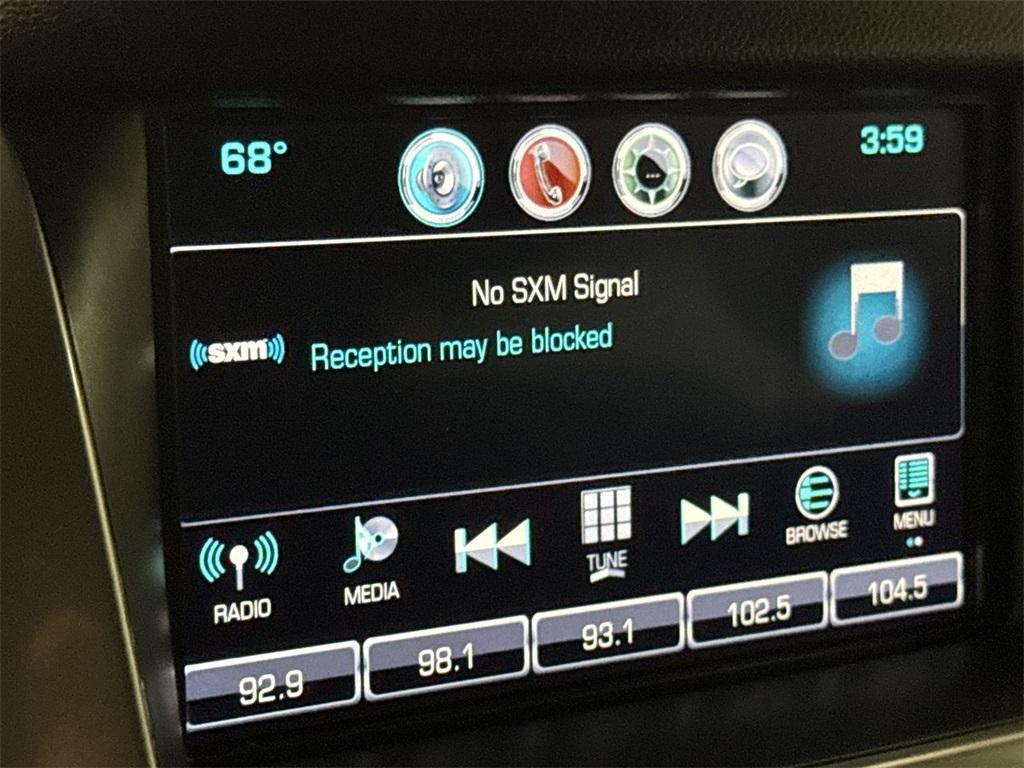 68°
3:59
No SXM Signal
sxm
Reception may be blocked
RADIO
MEDIA
TUNE
BROWSE
MENU
92.9
98.1
93.1
102.5
104.5